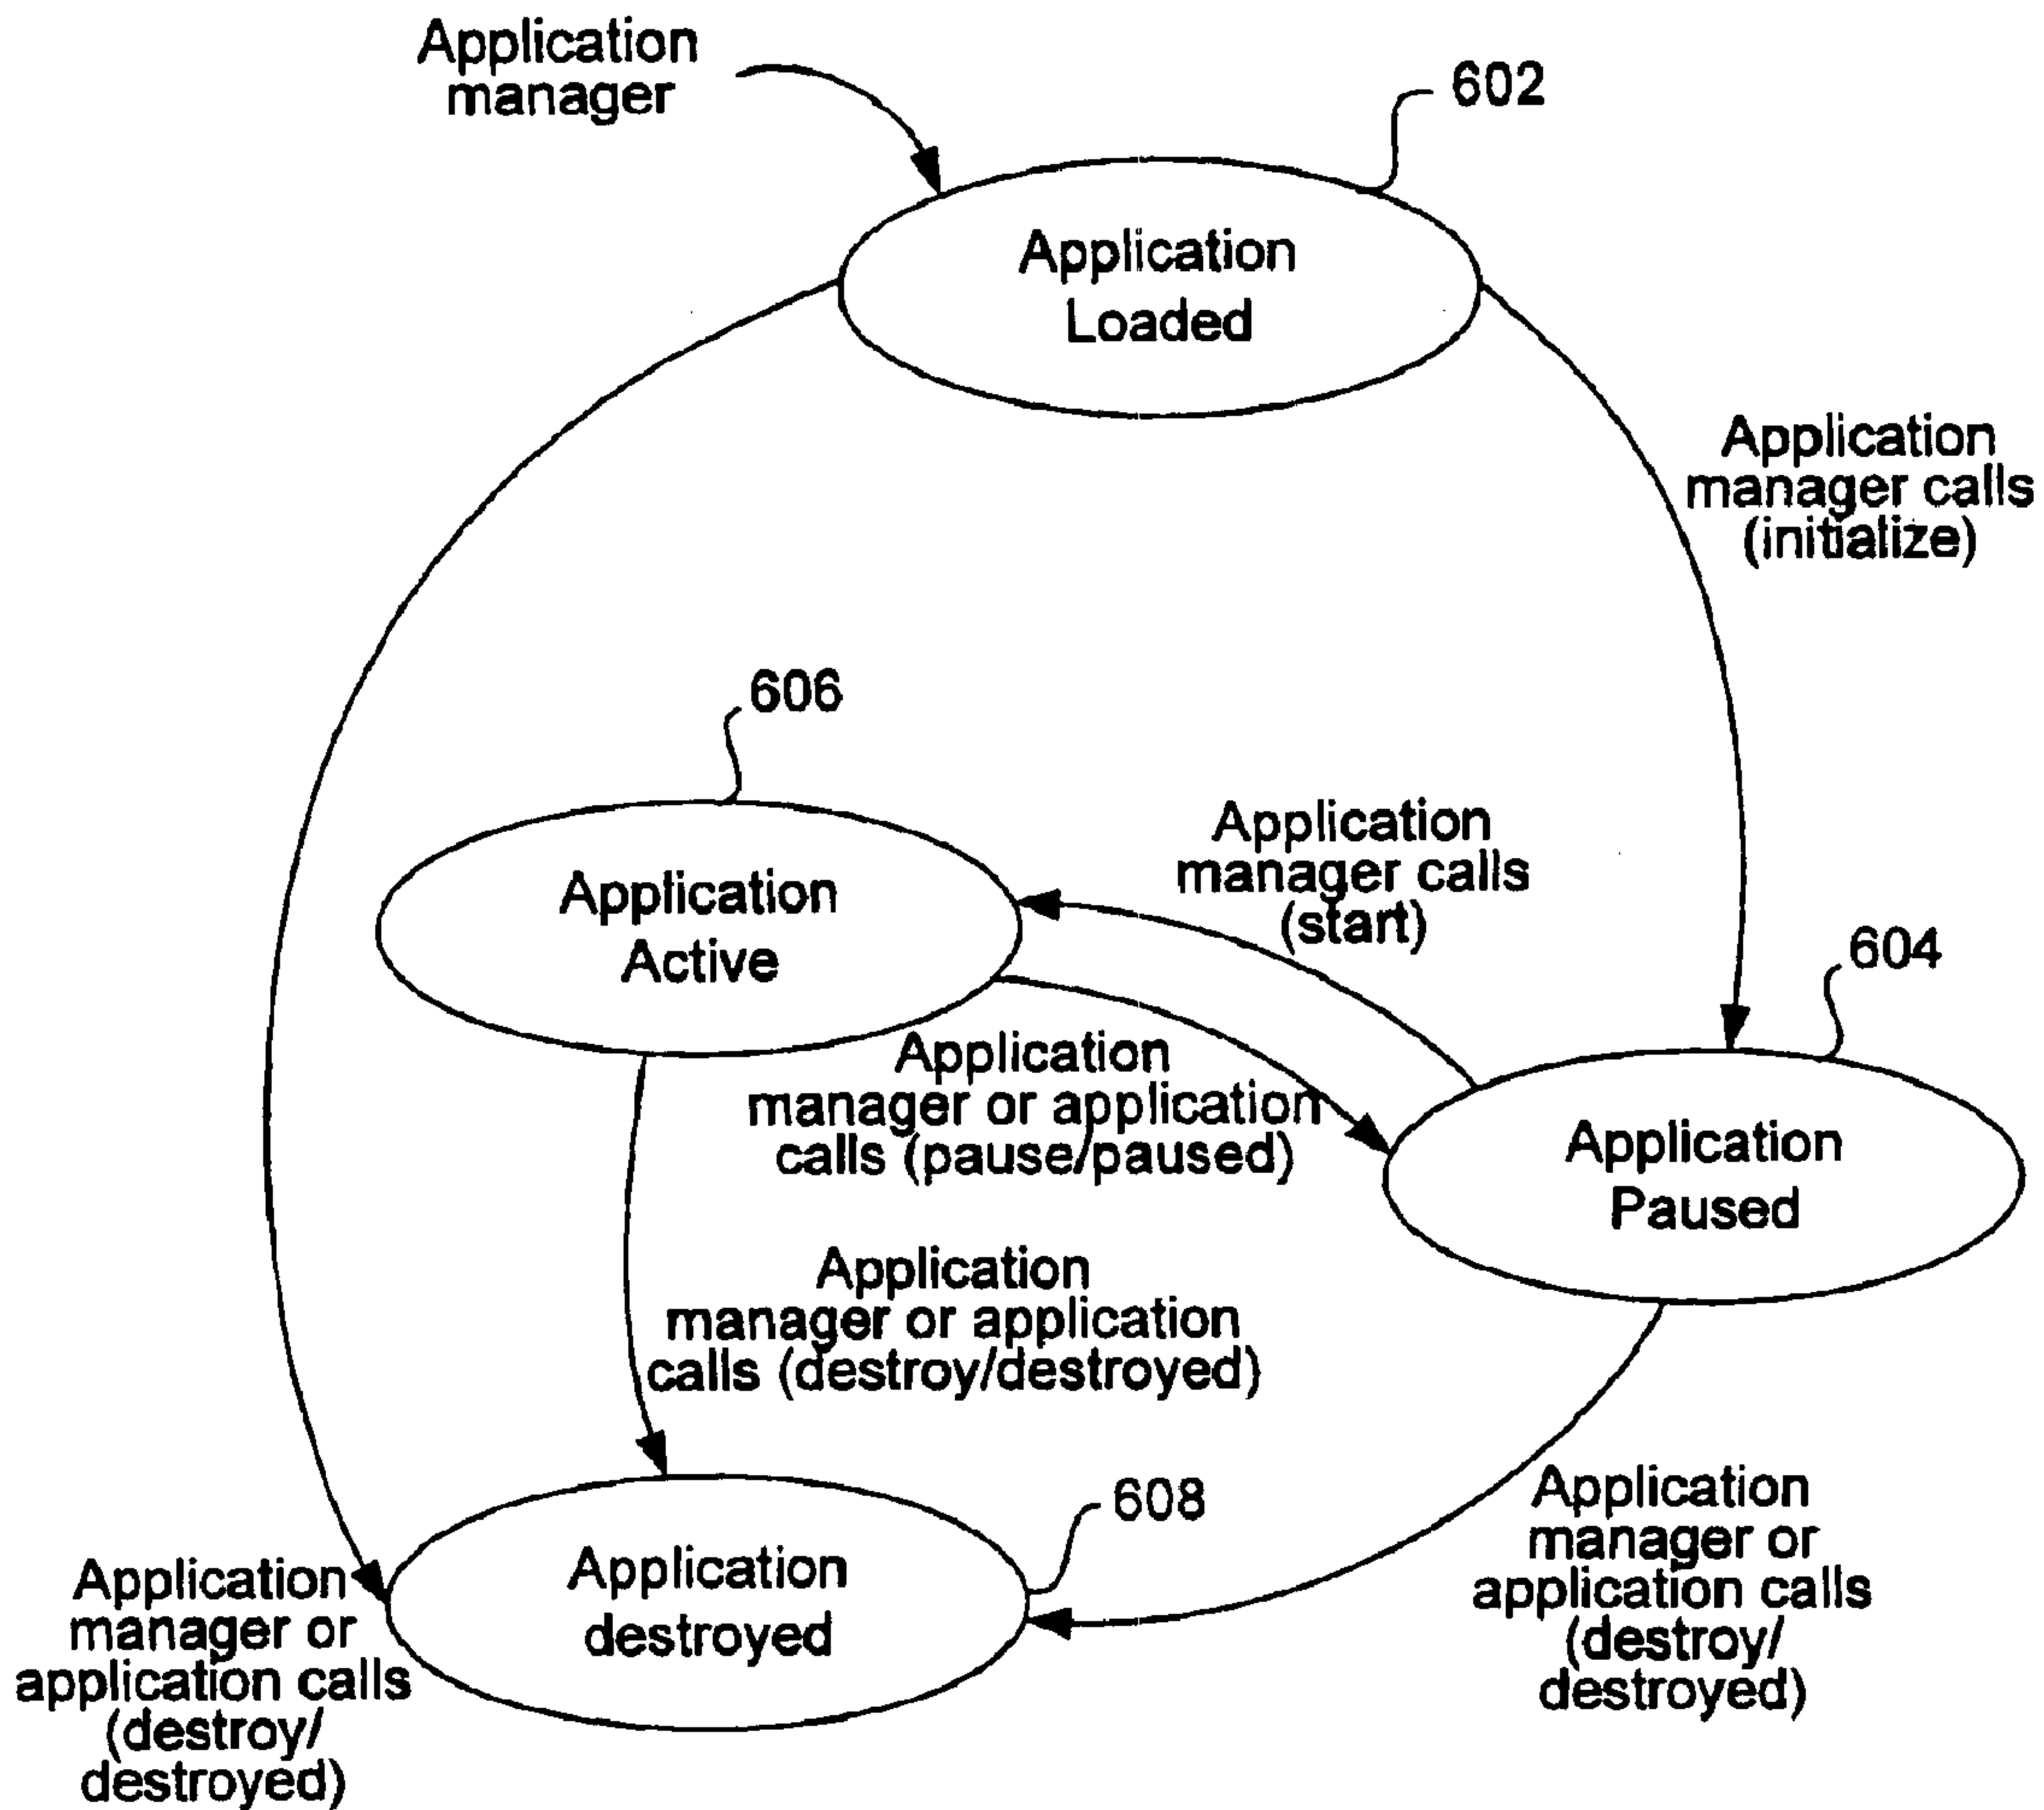 Application
manager
602
Application
Loaded
Application
manager calls
(initialize)
606
Application
manager calls
(start)
Application
Active
604
Application
manager or application
calls (pause/paused)
Application
Paused
Application
manager or application
calls (destroy/destroyed)
608
Application
manager or
application calls
(destroy/
destroyed)
Application
destroyed
Application
manager or
application calls
(destroy/
destroyed)